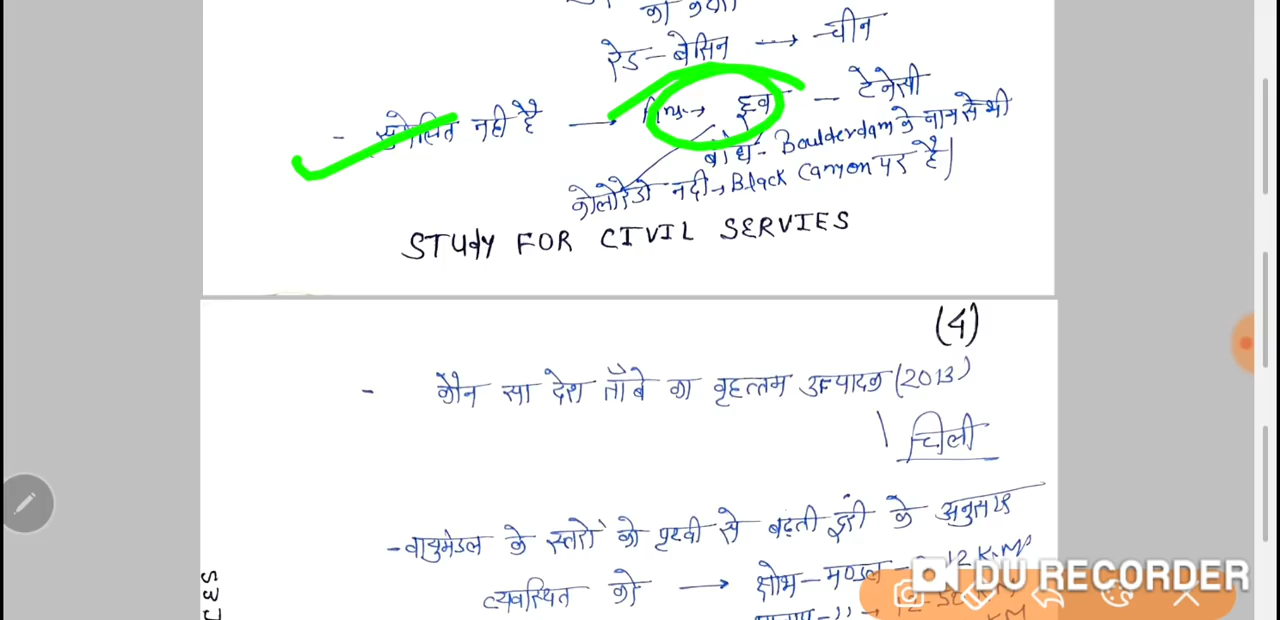 को
रेड-बेसिन → चीन
- सुमेलित नही है → हूवर - टेनेसी
बाँध - Boulderdam के नाम से भी
कोलोरैडो नदी → Black Canyon पर है|
STUdy FOR CIVIL SERVIES
(4)
- कौन सा देश ताँबे का वृहत्तम उत्पादक (2013)
चिली
- वायुमंडल के स्तरों को पृथ्वी से बढ़ती दूरी के अनुसार
व्यवस्थित करे → क्षोभ-मण्डल - 12 K.M
DU RECORDER